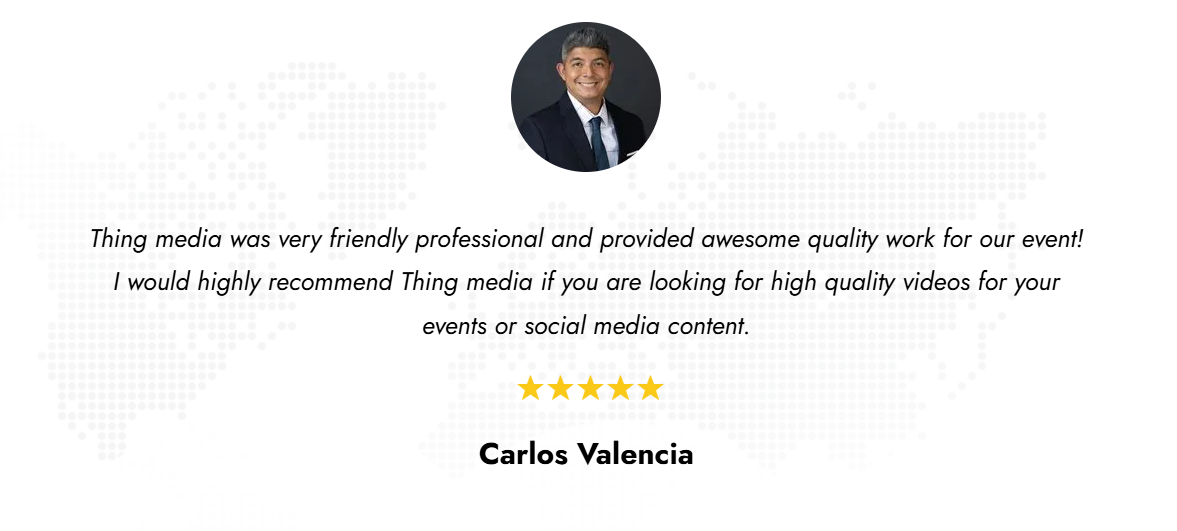 Thing media was very friendly professional and provided awesome quality work for our event!
I would highly recommend Thing media if you are looking for high quality videos for your
events or social media content.
Carlos Valencia